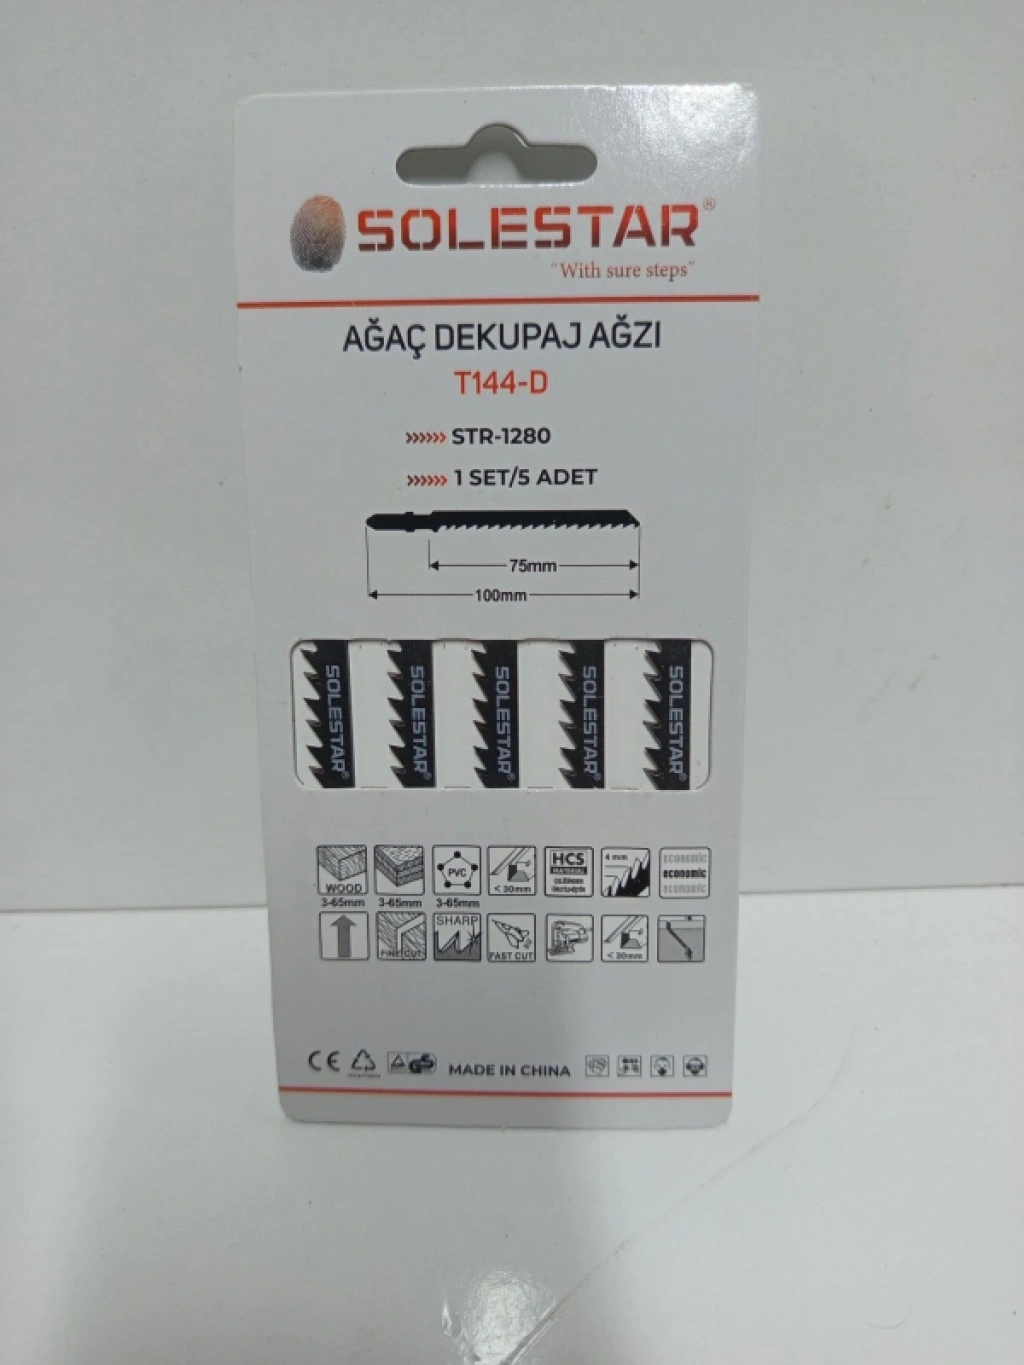 SOLESTAR®
"With sure steps"
AĞAÇ DEKUPAJ AĞZI
T144-D
»»»» STR-1280
»»»» 1 SET/5 ADET
75mm
100mm
SOLESTAR® SOLESTAR® SOLESTAR® SOLESTAR® SOLESTAR®
WOOD PVC < 30mm HCS MATERIAL 4 mm economic economic economic
3-65mm 3-65mm 3-65mm
FINE CUT SHARP FAST CUT < 30mm
CE MADE IN CHINA